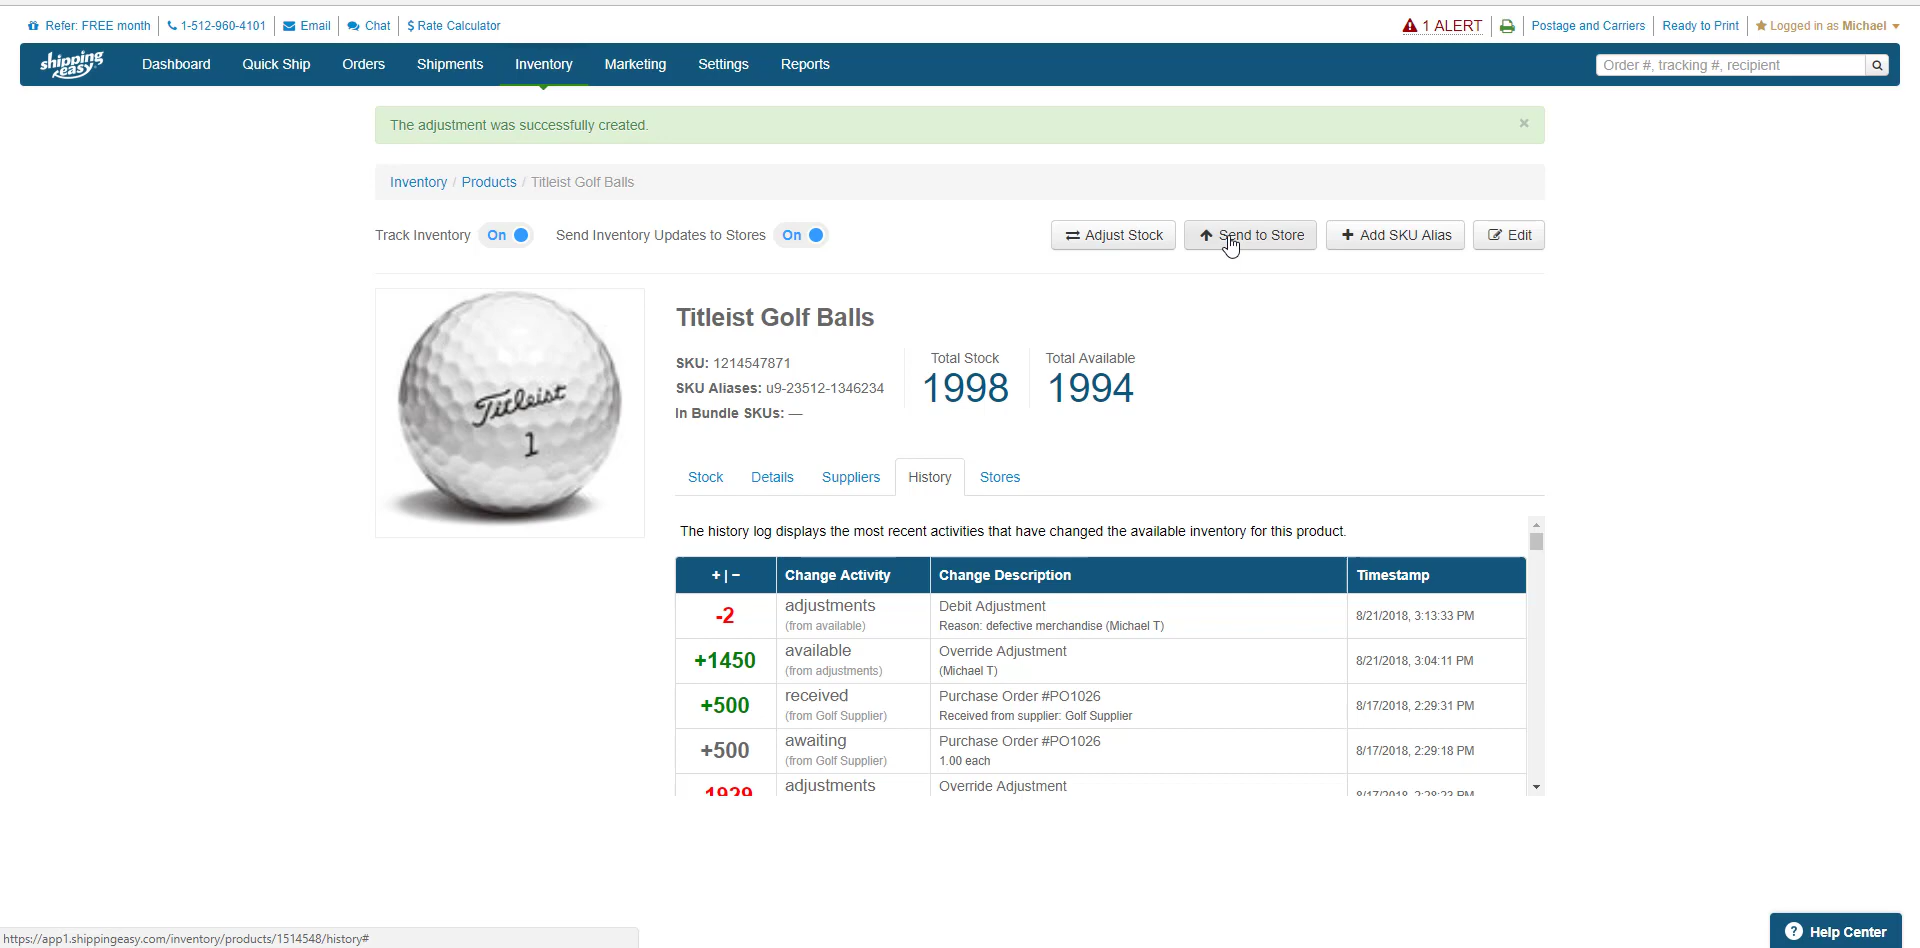 Refer: FREE month
1-512-960-4101
Email
Chat
$ Rate Calculator
1 ALERT
Postage and Carriers
Ready to Print
Logged in as Michael
shipping easy
Dashboard
Quick Ship
Orders
Shipments
Inventory
Marketing
Settings
Reports
Order #, tracking #, recipient
The adjustment was successfully created.
×
Inventory / Products / Titleist Golf Balls
Track Inventory On
Send Inventory Updates to Stores On
Adjust Stock
Send to Store
+ Add SKU Alias
Edit
Titleist
1
Titleist Golf Balls
SKU: 1214547871
SKU Aliases: u9-23512-1346234
In Bundle SKUs: —
Total Stock
1998
Total Available
1994
Stock
Details
Suppliers
History
Stores
The history log displays the most recent activities that have changed the available inventory for this product.
+ | − Change Activity Change Description Timestamp
-2 adjustments Debit Adjustment 8/21/2018, 3:13:33 PM
(from available) Reason: defective merchandise (Michael T)
+1450 available Override Adjustment 8/21/2018, 3:04:11 PM
(from adjustments) (Michael T)
+500 received Purchase Order #PO1026 8/17/2018, 2:29:31 PM
(from Golf Supplier) Received from supplier: Golf Supplier
+500 awaiting Purchase Order #PO1026 8/17/2018, 2:29:18 PM
(from Golf Supplier) 1.00 each
-1929 adjustments Override Adjustment 8/17/2018, 2:28:23 PM
https://app1.shippingeasy.com/inventory/products/1514548/history#
? Help Center